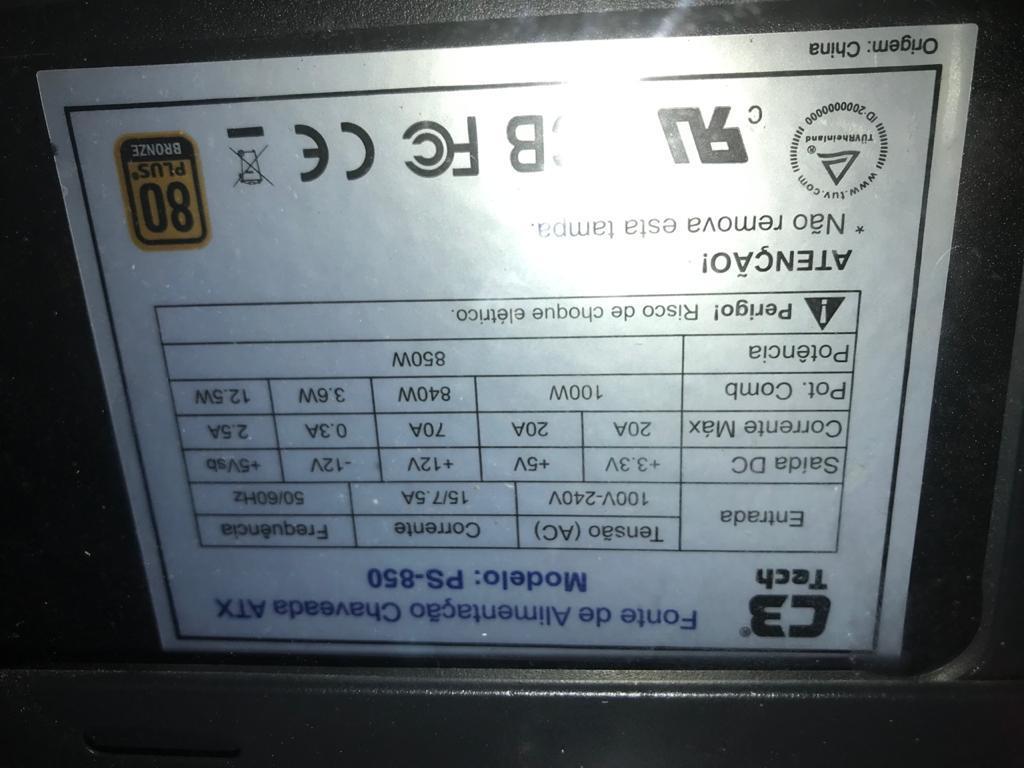 C3®
Tech
Fonte de Alimentação Chaveada ATX
Modelo: PS-850
Entrada Tensão (AC) Corrente Frequência
100V-240V 15/7.5A 50/60Hz
Saída DC +3.3V +5V +12V -12V +5Vsb
Corrente Máx 20A 20A 70A 0.3A 2.5A
Pot. Comb 100W 840W 3.6W 12.5W
Potência 850W
Perigo! Risco de choque elétrico.
ATENÇÃO!
* Não remova esta tampa.
www.tuv.com ID:2000000000
TÜVRheinland
®
c UR CB FC CE
80
PLUS®
BRONZE
Origem: China